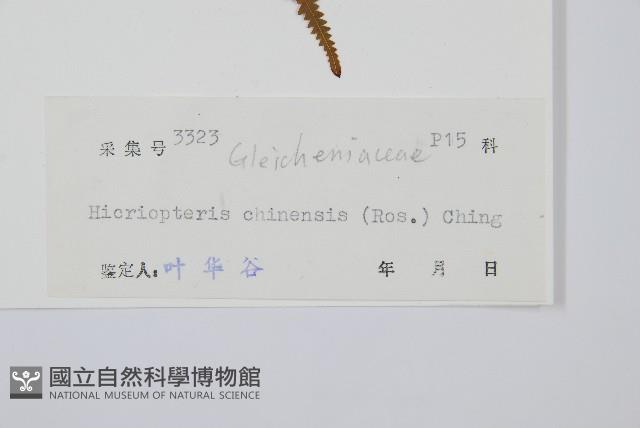 采集号 3323 Gleicheniaceae P15 科
Hicriopteris chinensis (Ros.) Ching
鉴定人: 叶华谷 年 月 日
國立自然科學博物館
NATIONAL MUSEUM OF NATURAL SCIENCE